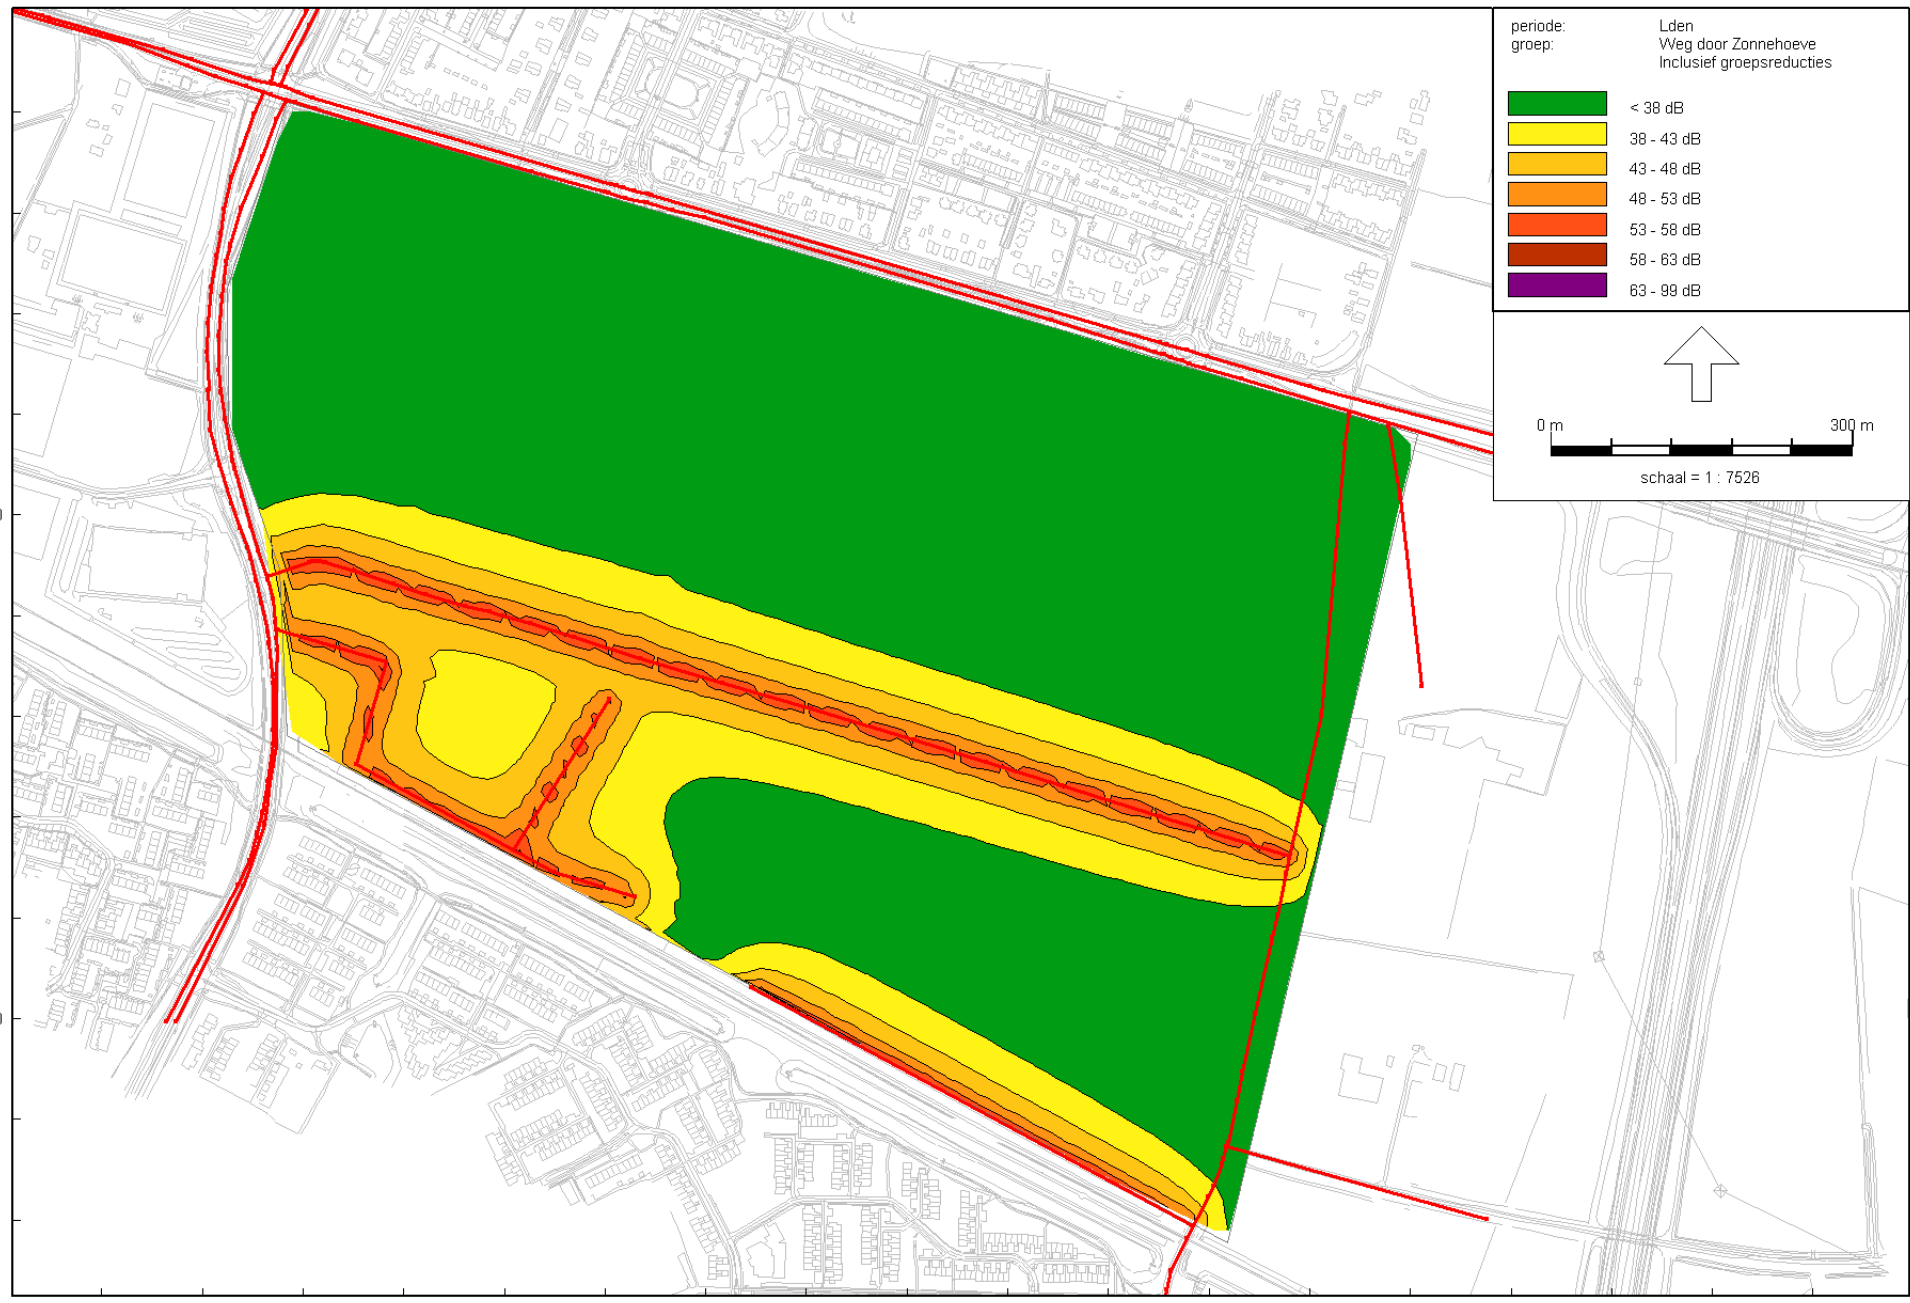 periode: Lden
groep: Weg door Zonnehoeve
Inclusief groepsreducties
< 38 dB
38 - 43 dB
43 - 48 dB
48 - 53 dB
53 - 58 dB
58 - 63 dB
63 - 99 dB
0 m 300 m
schaal = 1 : 7526